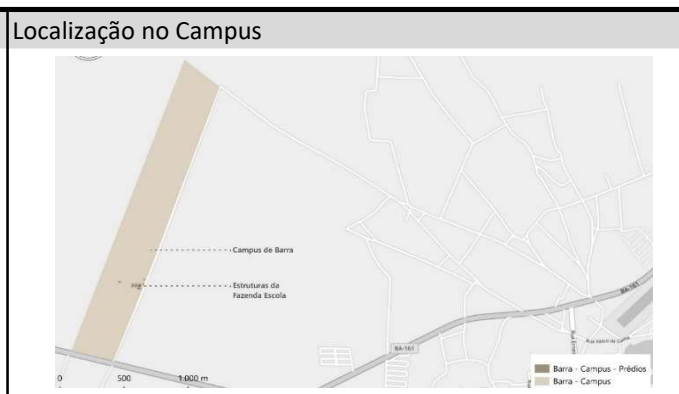 Localização no Campus
Campus de Barra
Estruturas da
Fazenda Escola
BA-161
BA-161
0
500
1.000 m
Barra - Campus - Prédios
Barra - Campus